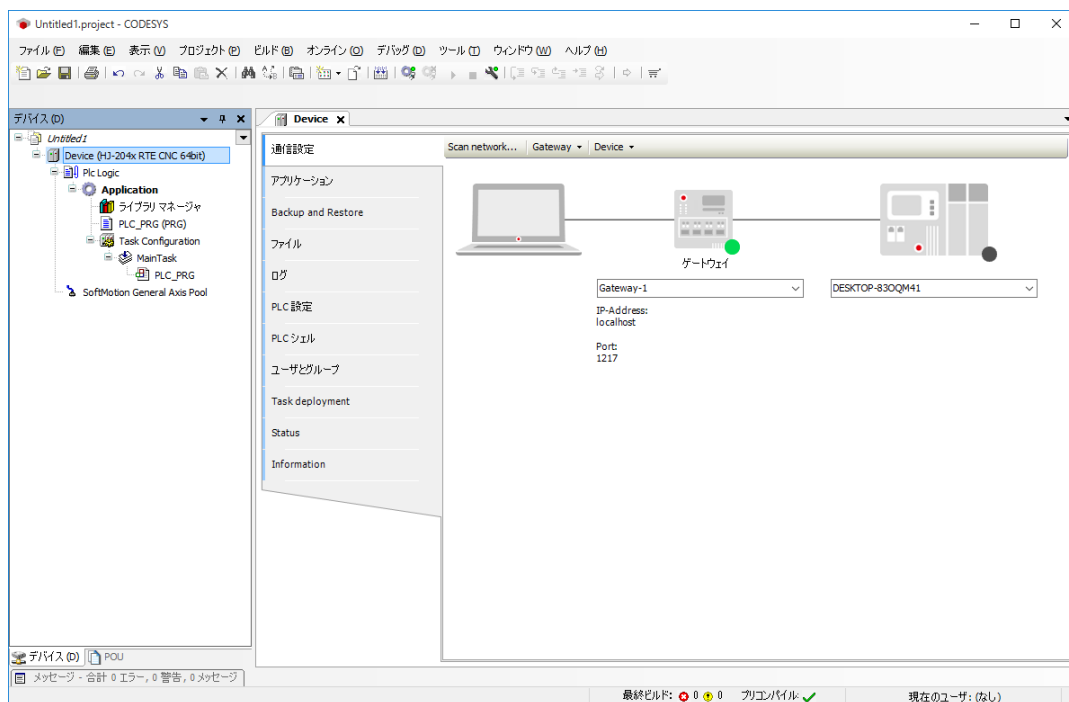 Untitled1.project - CODESYS
ファイル(F) 編集(E) 表示(V) プロジェクト(P) ビルド(B) オンライン(O) デバッグ(D) ツール(T) ウィンドウ(W) ヘルプ(H)
デバイス(D)
Untitled1
Device (HJ-204x RTE CNC 64bit)
Plc Logic
Application
ライブラリ マネージャ
PLC_PRG (PRG)
Task Configuration
MainTask
PLC_PRG
SoftMotion General Axis Pool
デバイス(D) POU
Device
通信設定
アプリケーション
Backup and Restore
ファイル
ログ
PLC設定
PLCシェル
ユーザとグループ
Task deployment
Status
Information
Scan network... Gateway Device
ゲートウェイ
Gateway-1
DESKTOP-83OQM41
IP-Address:
localhost
Port:
1217
メッセージ - 合計 0 エラー, 0 警告, 0 メッセージ
最終ビルド: 0 0 プリコンパイル: 現在のユーザ: (なし)